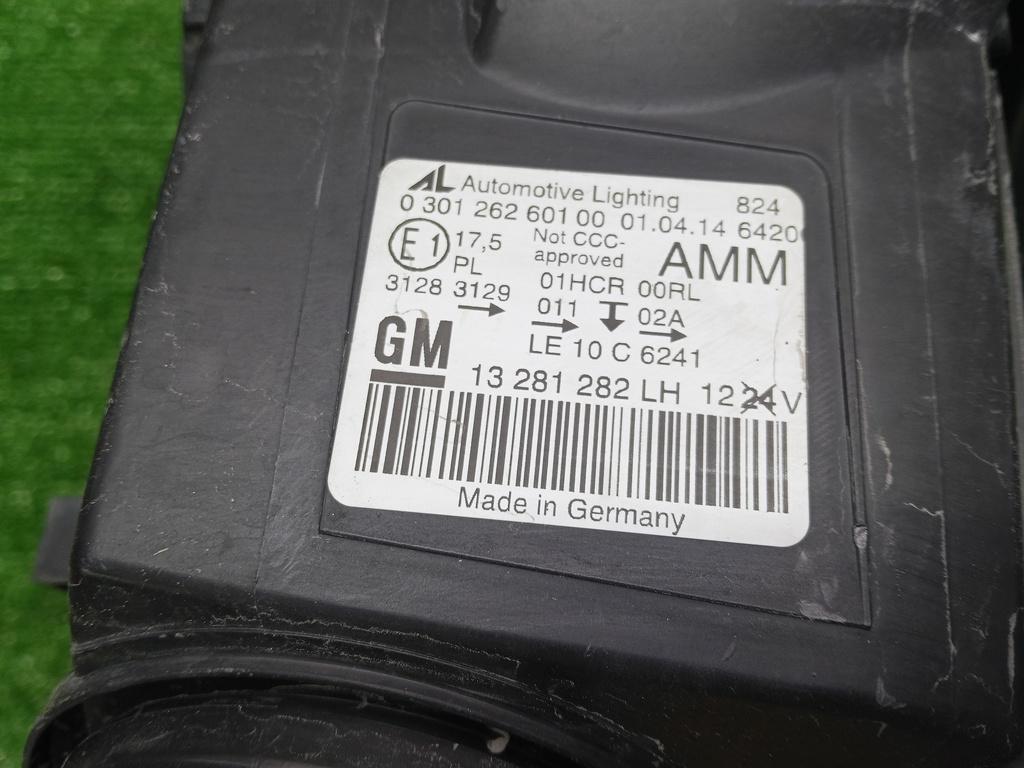 AL Automotive Lighting 824
0 301 262 601 00 01.04.14 6420
E1 17,5 Not CCC-
PL approved AMM
3128 3129 01HCR 00RL
011 02A
LE 10 C 6241
GM
13 281 282 LH 12 24 V
Made in Germany